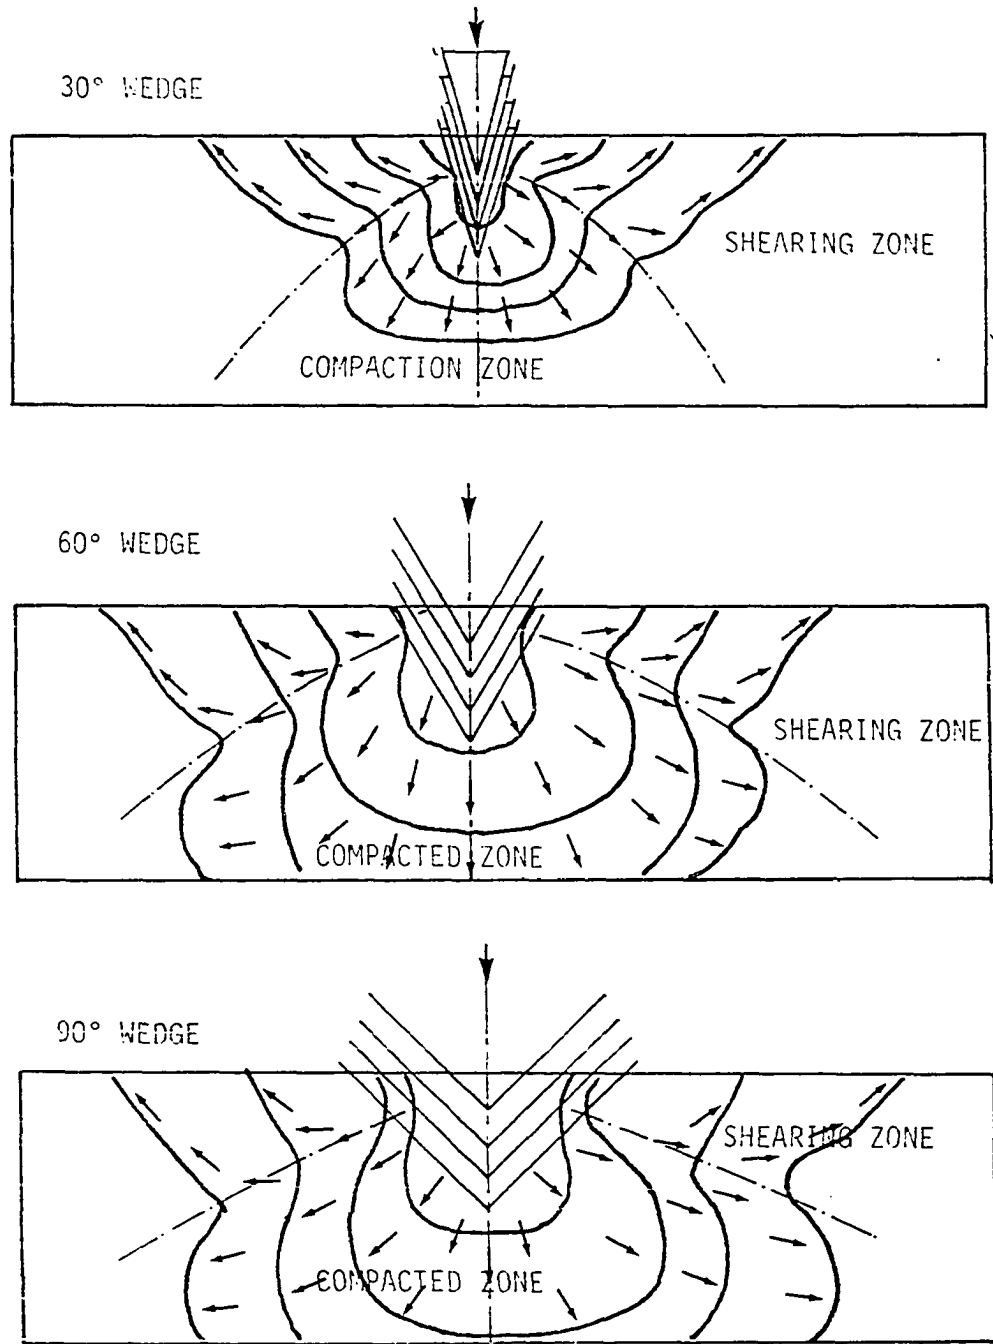 30° WEDGE
SHEARING ZONE
COMPACTION ZONE
60° WEDGE
SHEARING ZONE
COMPACTED ZONE
90° WEDGE
SHEARING ZONE
COMPACTED ZONE